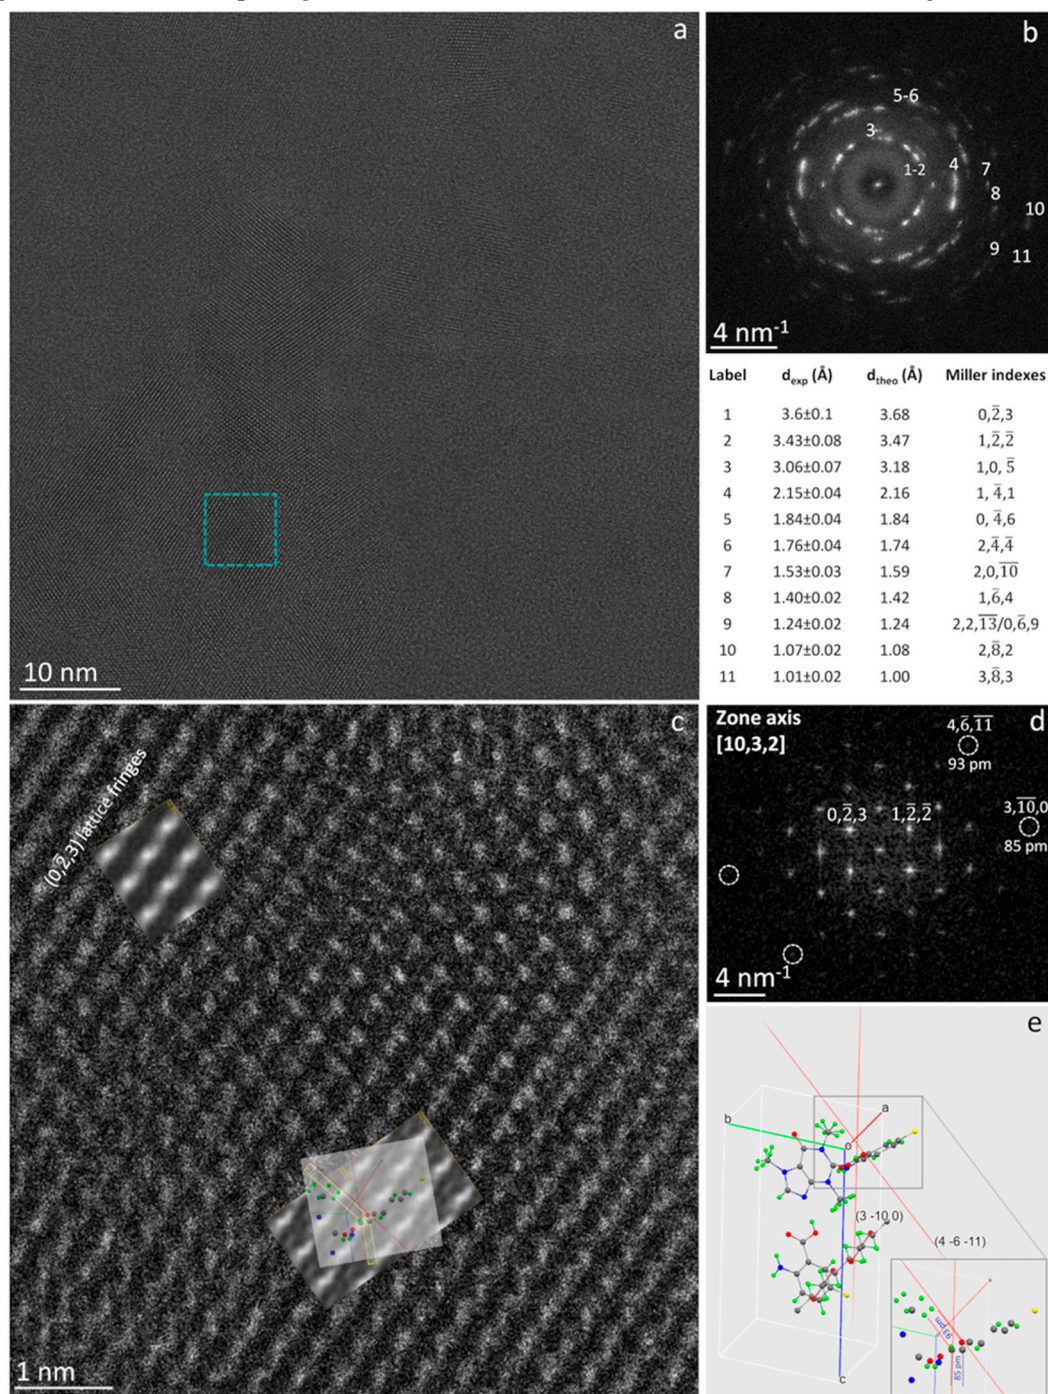 a
10 nm
b
5-6
3
1-2
4
7
8
10
9
11
4 nm⁻¹
Label d_exp (Å) d_theo (Å) Miller indexes
1 3.6±0.1 3.68 0,2̅,3
2 3.43±0.08 3.47 1,2̅,2̅
3 3.06±0.07 3.18 1,0, 5̅
4 2.15±0.04 2.16 1, 4̅,1
5 1.84±0.04 1.84 0, 4̅,6
6 1.76±0.04 1.74 2,4̅,4̅
7 1.53±0.03 1.59 2,0,1̅0̅
8 1.40±0.02 1.42 1,6̅,4
9 1.24±0.02 1.24 2,2,1̅3̅/0,6̅,9
10 1.07±0.02 1.08 2,8̅,2
11 1.01±0.02 1.00 3,8̅,3
c
(0,2̅,3) lattice fringes
1 nm
Zone axis
[10,3,2]
d
4,6̅,1̅1̅
93 pm
0,2̅,3 1,2̅,2̅
3,1̅0̅,0
85 pm
4 nm⁻¹
e
a
b
o
(3 -10 0)
(4 -6 -11)
93 pm
85 pm
c